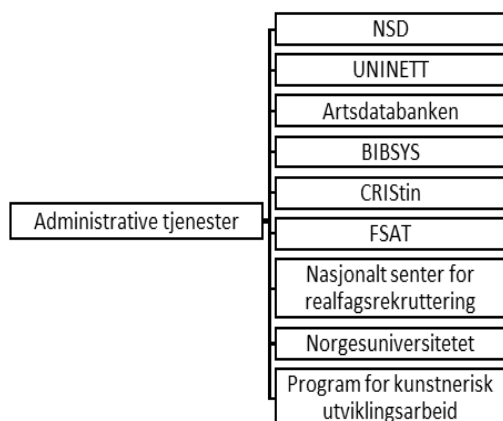 NSD
UNINETT
Artsdatabanken
BIBSYS
CRIStin
Administrative tjenester
FSAT
Nasjonalt senter for
realfagsrekruttering
Norgesuniversitetet
Program for kunstnerisk
utviklingsarbeid